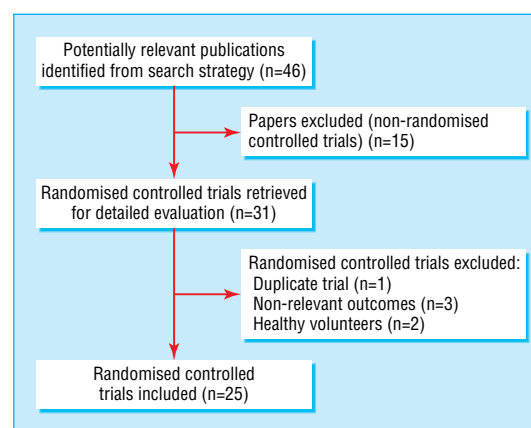 Potentially relevant publications
identified from search strategy (n=46)
Papers excluded (non-randomised
controlled trials) (n=15)
Randomised controlled trials retrieved
for detailed evaluation (n=31)
Randomised controlled trials excluded:
Duplicate trial (n=1)
Non-relevant outcomes (n=3)
Healthy volunteers (n=2)
Randomised controlled
trials included (n=25)